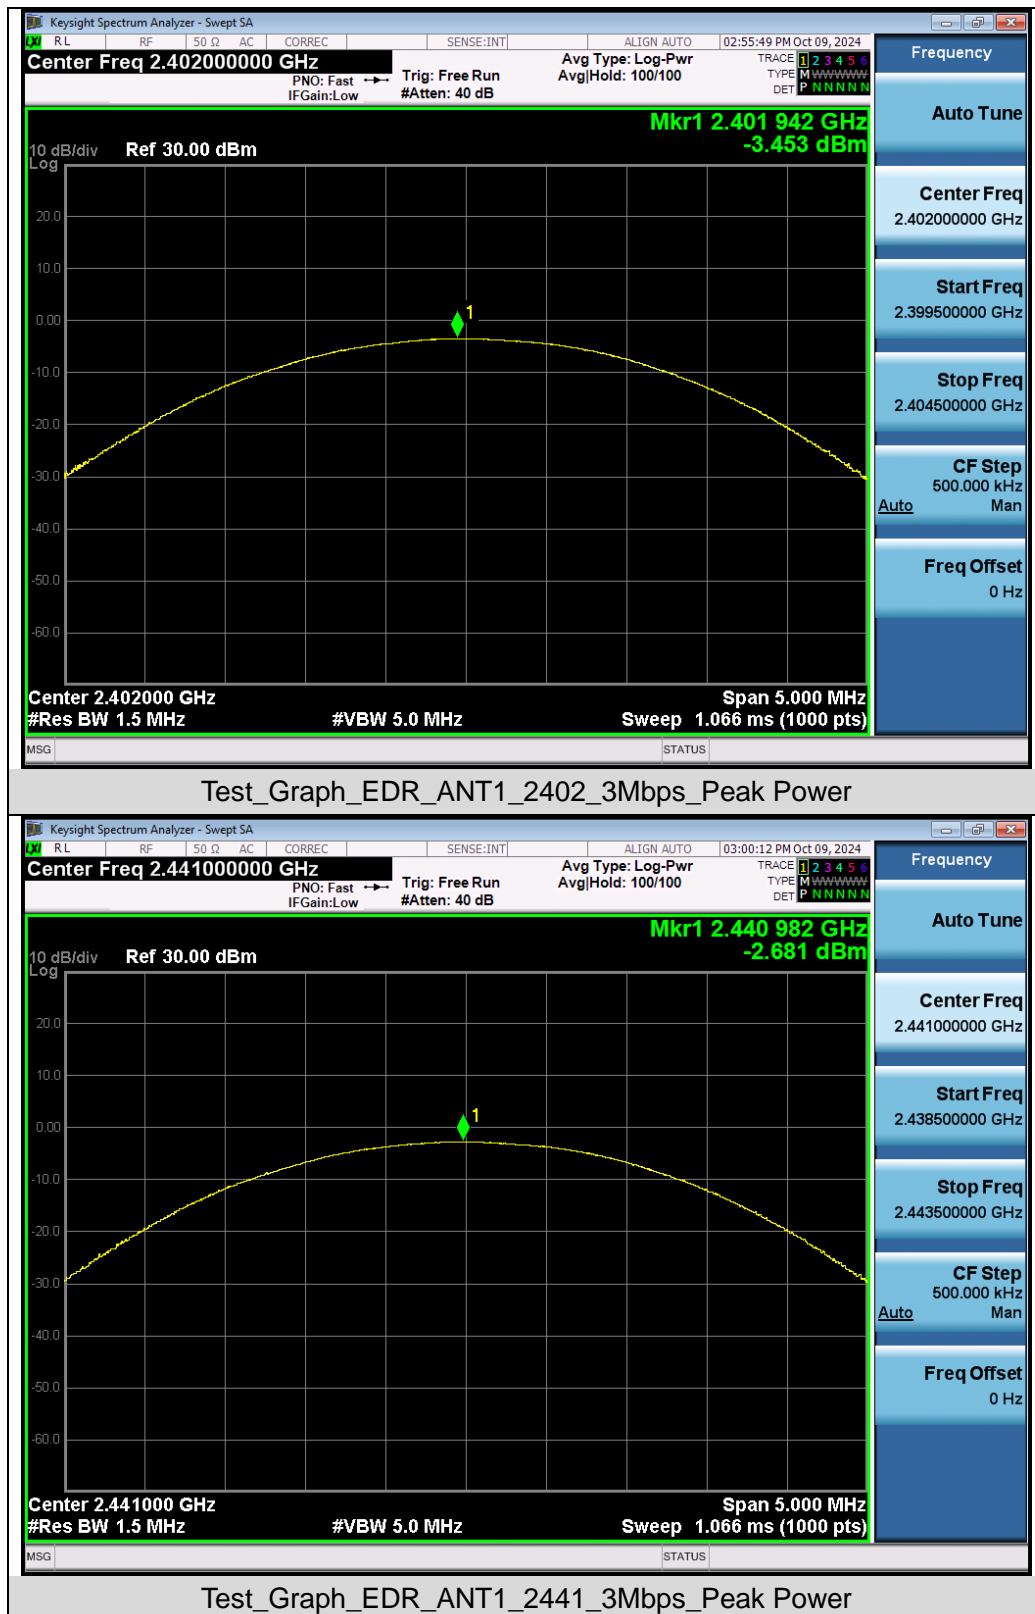 Keysight Spectrum Analyzer - Swept SA
LXI RL RF 50 Ω AC CORREC SENSE:INT ALIGN AUTO 02:55:49 PM Oct 09, 2024
Center Freq 2.402000000 GHz
PNO: Fast
IFGain:Low
Trig: Free Run
#Atten: 40 dB
Avg Type: Log-Pwr
Avg|Hold: 100/100
TRACE 1 2 3 4 5 6
TYPE M W W W W W
DET P N N N N N
Mkr1 2.401 942 GHz
-3.453 dBm
10 dB/div Ref 30.00 dBm
Log
20.0
10.0
0.00
1
-10.0
-20.0
-30.0
-40.0
-50.0
-60.0
Center 2.402000 GHz Span 5.000 MHz
#Res BW 1.5 MHz #VBW 5.0 MHz Sweep 1.066 ms (1000 pts)
MSG STATUS
Frequency
Auto Tune
Center Freq
2.402000000 GHz
Start Freq
2.399500000 GHz
Stop Freq
2.404500000 GHz
CF Step
500.000 kHz
Auto Man
Freq Offset
0 Hz
Test_Graph_EDR_ANT1_2402_3Mbps_Peak Power
Keysight Spectrum Analyzer - Swept SA
LXI RL RF 50 Ω AC CORREC SENSE:INT ALIGN AUTO 03:00:12 PM Oct 09, 2024
Center Freq 2.441000000 GHz
PNO: Fast
IFGain:Low
Trig: Free Run
#Atten: 40 dB
Avg Type: Log-Pwr
Avg|Hold: 100/100
TRACE 1 2 3 4 5 6
TYPE M W W W W W
DET P N N N N N
Mkr1 2.440 982 GHz
-2.681 dBm
10 dB/div Ref 30.00 dBm
Log
20.0
10.0
0.00
1
-10.0
-20.0
-30.0
-40.0
-50.0
-60.0
Center 2.441000 GHz Span 5.000 MHz
#Res BW 1.5 MHz #VBW 5.0 MHz Sweep 1.066 ms (1000 pts)
MSG STATUS
Frequency
Auto Tune
Center Freq
2.441000000 GHz
Start Freq
2.438500000 GHz
Stop Freq
2.443500000 GHz
CF Step
500.000 kHz
Auto Man
Freq Offset
0 Hz
Test_Graph_EDR_ANT1_2441_3Mbps_Peak Power